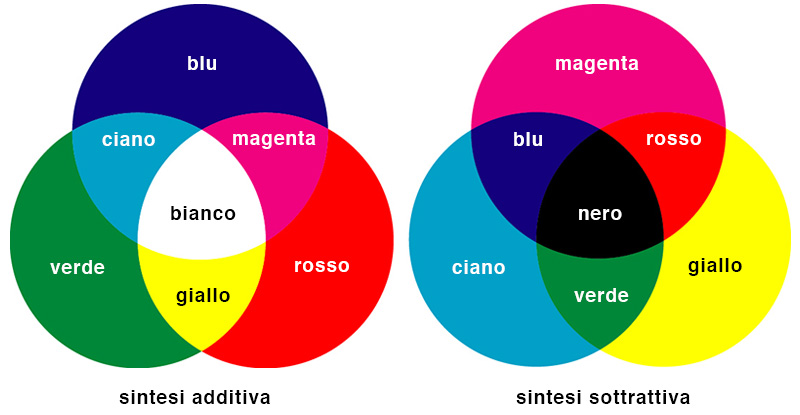 blu
ciano
magenta
bianco
verde
rosso
giallo
sintesi additiva
magenta
blu
rosso
nero
ciano
giallo
verde
sintesi sottrattiva